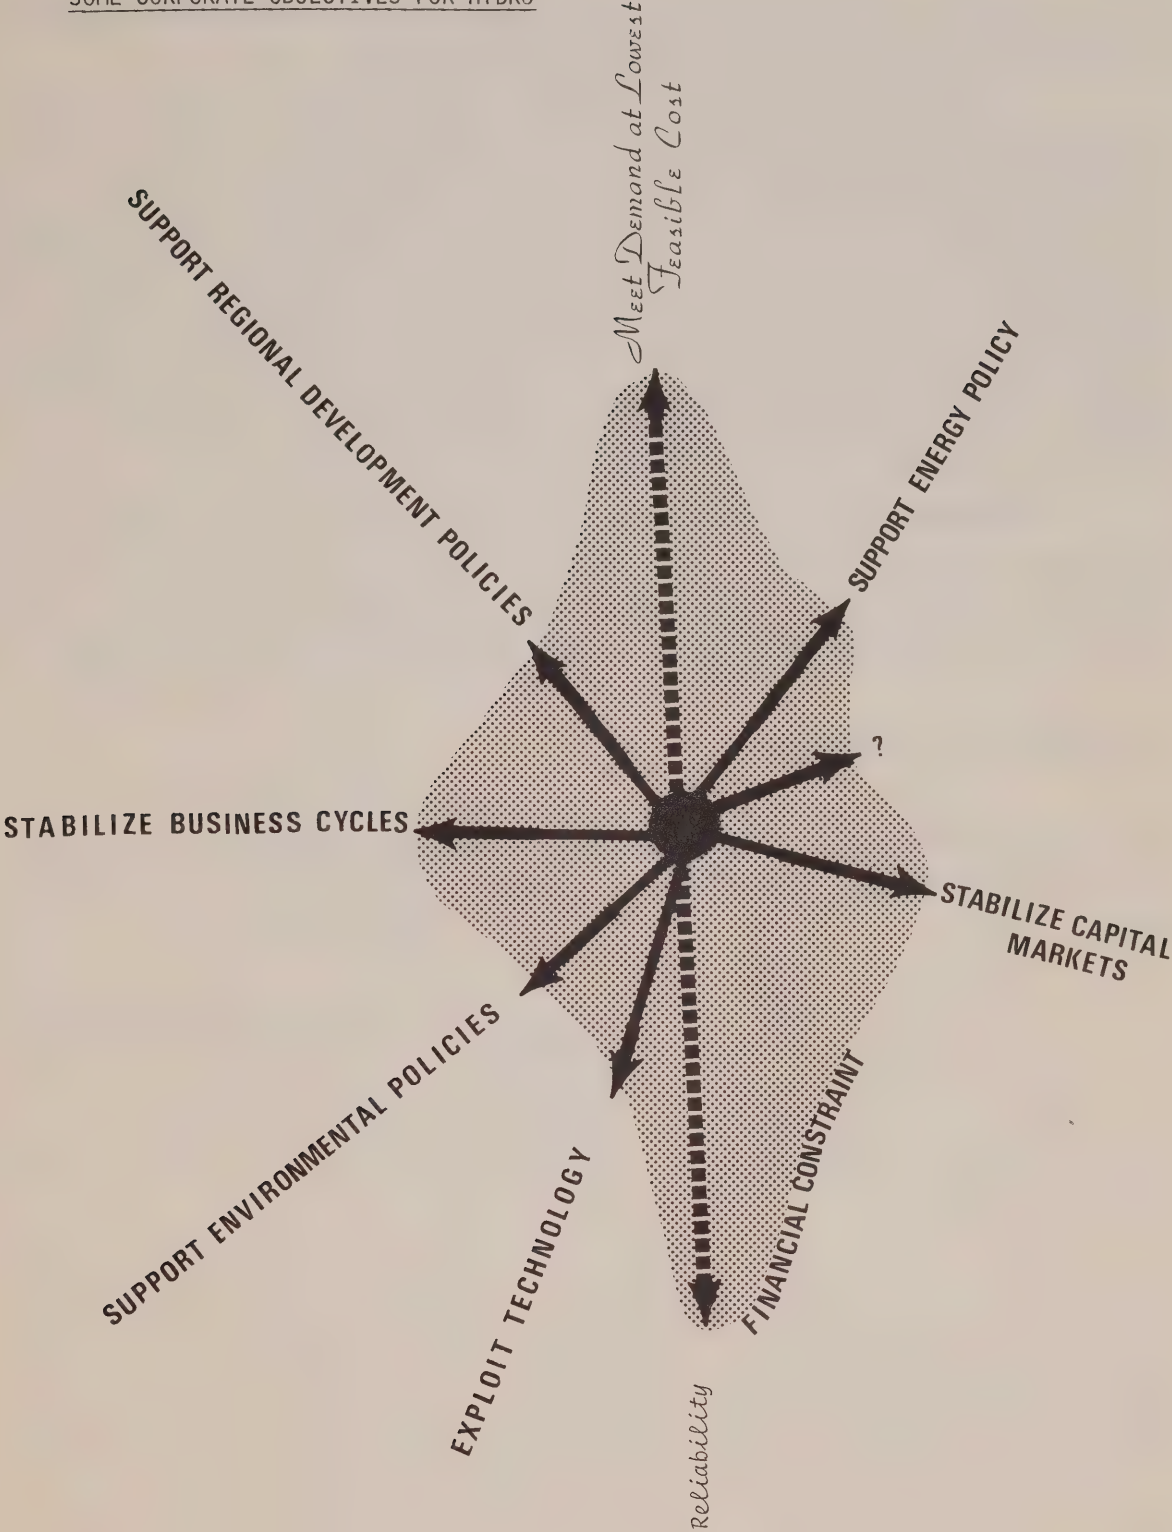 SOME CORPORATE OBJECTIVES FOR HYDRO
Meet Demand at Lowest
Feasible Cost
SUPPORT REGIONAL DEVELOPMENT POLICIES
SUPPORT ENERGY POLICY
?
STABILIZE BUSINESS CYCLES
STABILIZE CAPITAL
MARKETS
SUPPORT ENVIRONMENTAL POLICIES
FINANCIAL CONSTRAINT
EXPLOIT TECHNOLOGY
Reliability